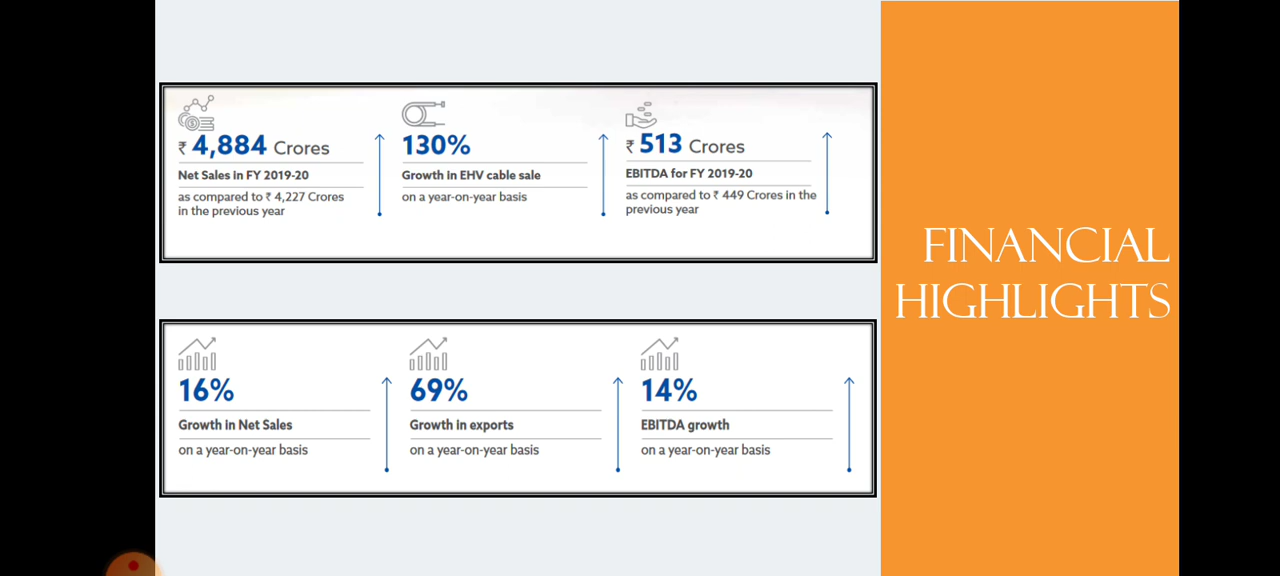 ₹ 4,884 Crores
Net Sales in FY 2019-20
as compared to ₹ 4,227 Crores
in the previous year
130%
Growth in EHV cable sale
on a year-on-year basis
₹ 513 Crores
EBITDA for FY 2019-20
as compared to ₹ 449 Crores in the
previous year
16%
Growth in Net Sales
on a year-on-year basis
69%
Growth in exports
on a year-on-year basis
14%
EBITDA growth
on a year-on-year basis
FINANCIAL
HIGHLIGHTS